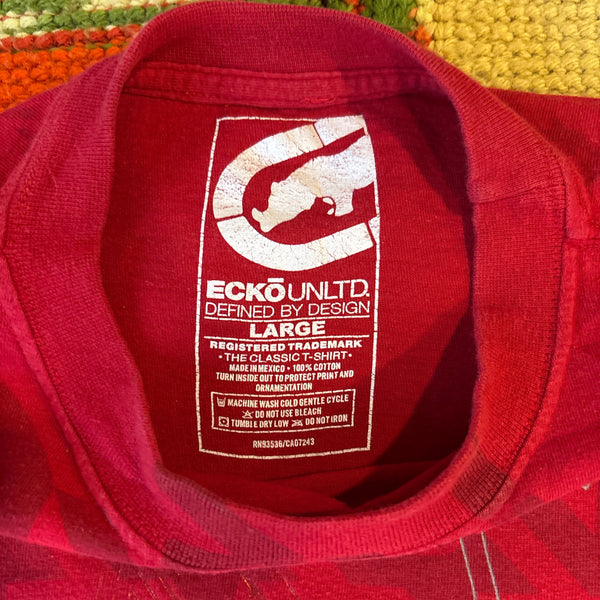 ECKŌ UNLTD.
DEFINED BY DESIGN
LARGE
REGISTERED TRADEMARK
• THE CLASSIC T-SHIRT •
MADE IN MEXICO • 100% COTTON
TURN INSIDE OUT TO PROTECT PRINT AND
ORNAMENTATION
MACHINE WASH COLD GENTLE CYCLE
DO NOT USE BLEACH
TUMBLE DRY LOW DO NOT IRON
RN93536/CA07243